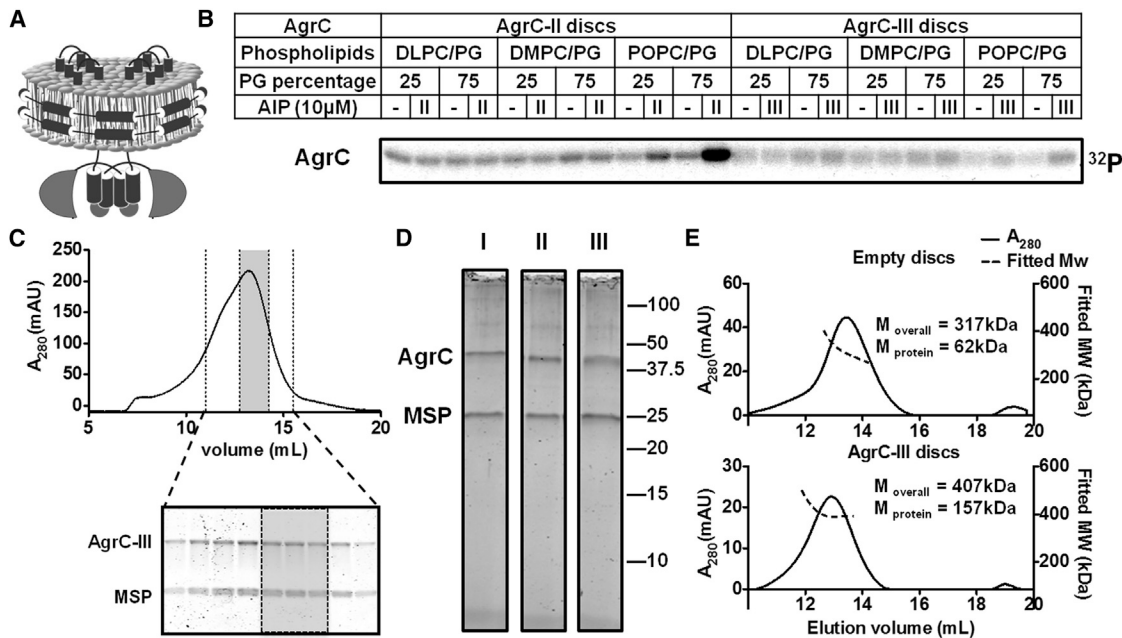 A
B
AgrC AgrC-II discs AgrC-III discs
Phospholipids DLPC/PG DMPC/PG POPC/PG DLPC/PG DMPC/PG POPC/PG
PG percentage 25 75 25 75 25 75 25 75 25 75 25 75
AIP (10μM) - II - II - II - II - II - II - III - III - III - III - III - III
AgrC
32P
C
250
200
150
100
50
0
A280 (mAU)
5 10 15 20
volume (mL)
AgrC-III
MSP
D
I II III
AgrC
MSP
100
50
37.5
25
20
15
10
E
A280
Fitted Mw
Empty discs
60
40
20
0
A280(mAU)
M overall = 317kDa
M protein = 62kDa
600
400
200
Fitted MW (kDa)
12 14 16 18 20
AgrC-III discs
30
20
10
0
A280(mAU)
M overall = 407kDa
M protein = 157kDa
600
400
200
Fitted MW (kDa)
10 12 14 16 18 20
Elution volume (mL)